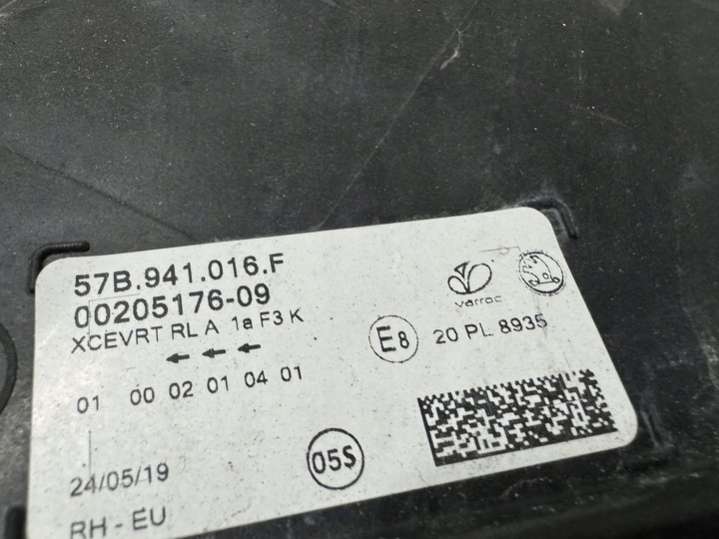 57B.941.016.F
00205176-09
XCEVRT RL A 1a F3 K
01 00 02 01 04 01
24/05/19
RH - EU
varroc
E8
20 PL 8935
05S